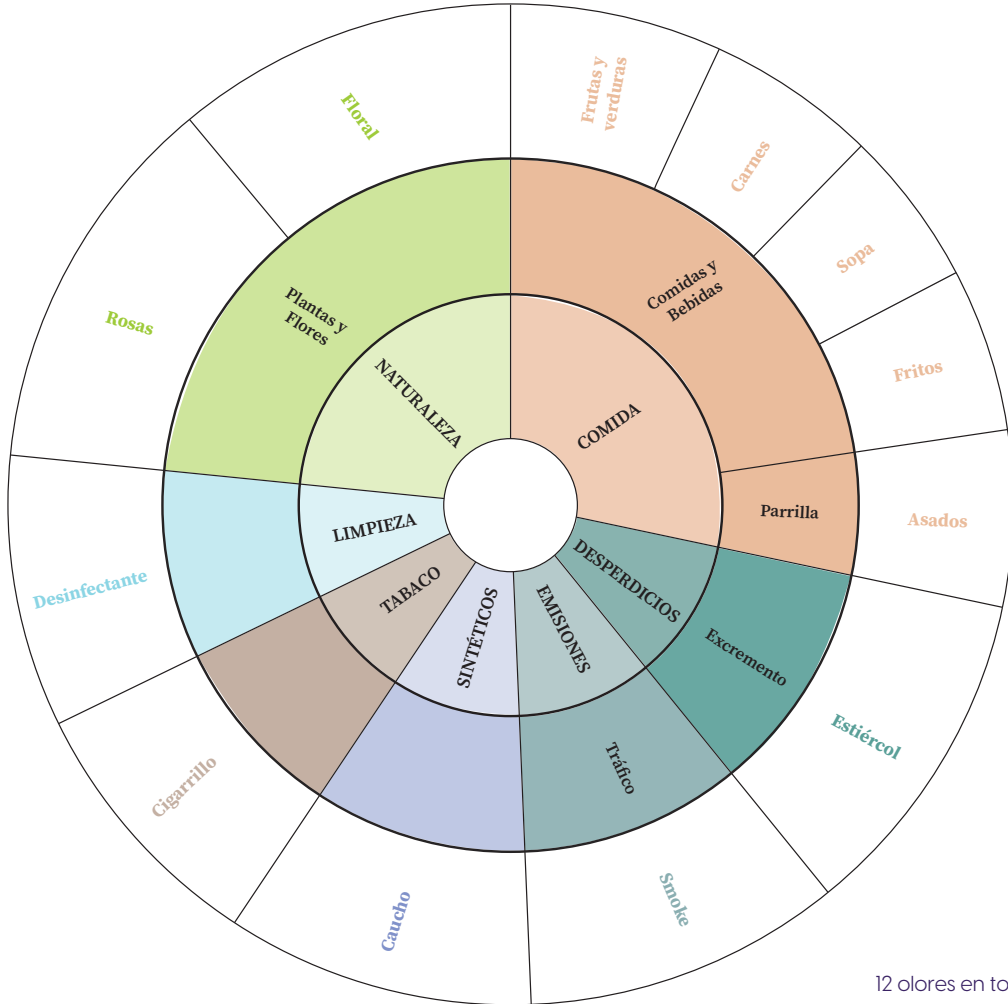 Floral
Frutas y
verduras
Carnes
Sopa
Fritos
Asados
Estiércol
Smoke
Caucho
Cigarrillo
Desinfectante
Rosas
Plantas y
Flores
Comidas y
Bebidas
Parrilla
Excremento
Tráfico
NATURALEZA
COMIDA
DESPERDICIOS
EMISIONES
SINTÉTICOS
TABACO
LIMPIEZA
12 olores en to